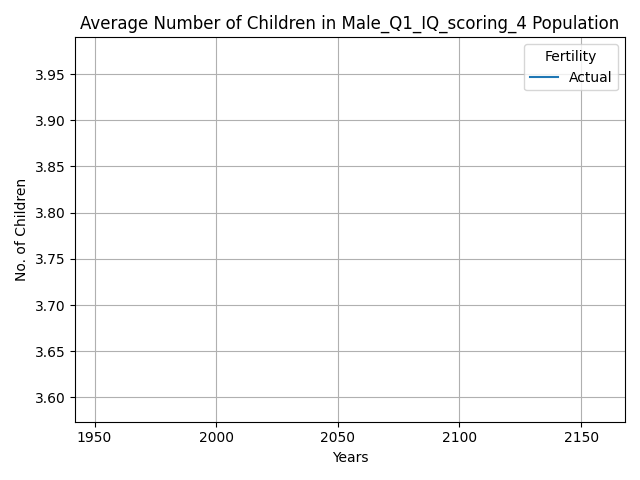 Average Number of Children in Male_Q1_IQ_scoring_4 Population
Fertility
Actual
3.95
3.90
3.85
3.80
3.75
3.70
3.65
3.60
No. of Children
1950 2000 2050 2100 2150
Years